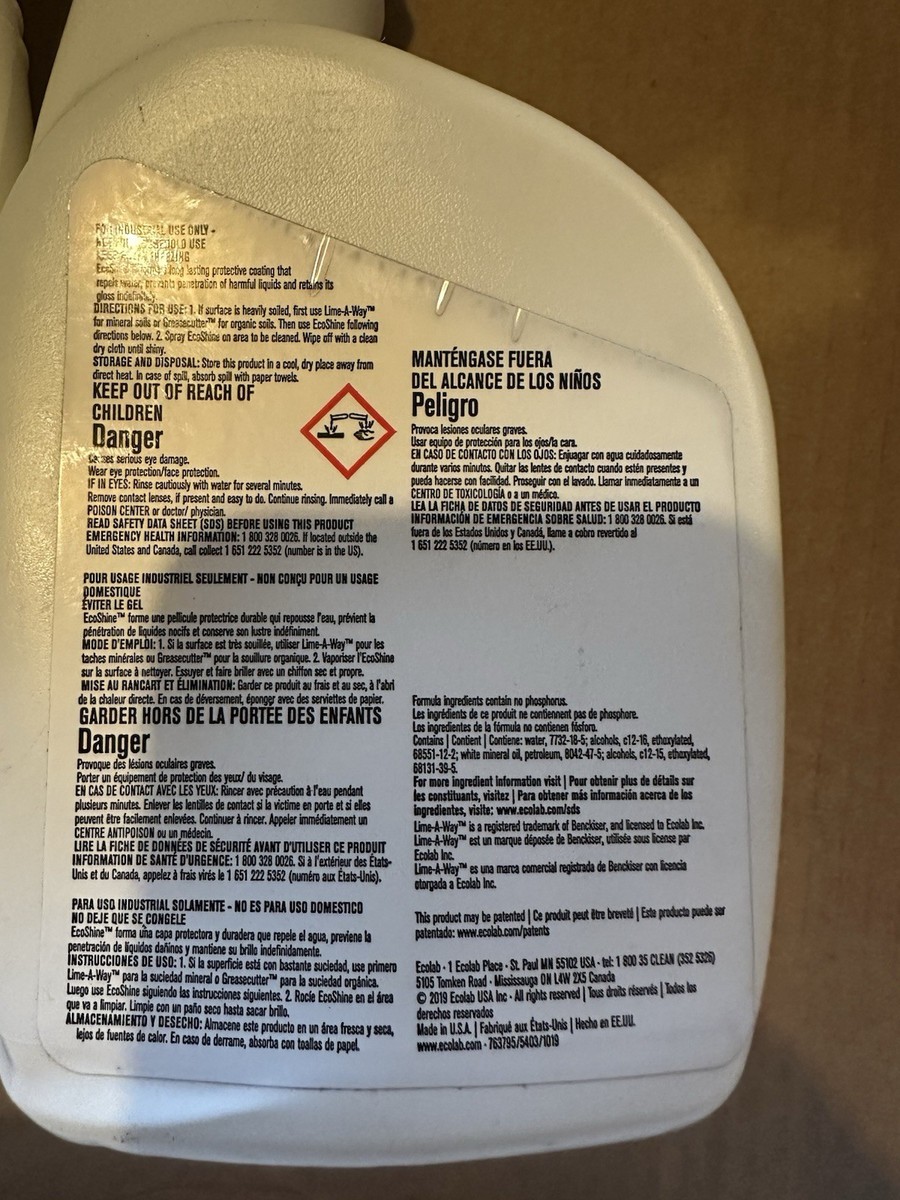 FOR INDUSTRIAL USE ONLY -
USE
EcoShine forms a long lasting protective coating that
repels water, prevents penetration of harmful liquids and retains its
gloss indefinitely.
DIRECTIONS FOR USE: 1. If surface is heavily soiled, first use Lime-A-Way™
for mineral soils or Greasecutter™ for organic soils. Then use EcoShine following
directions below. 2. Spray EcoShine on area to be cleaned. Wipe off with a clean
dry cloth until shiny.
STORAGE AND DISPOSAL: Store this product in a cool, dry place away from
direct heat. In case of spill, absorb spill with paper towels.
KEEP OUT OF REACH OF
CHILDREN
Danger
Causes serious eye damage.
Wear eye protection/face protection.
IF IN EYES: Rinse cautiously with water for several minutes.
Remove contact lenses, if present and easy to do. Continue rinsing. Immediately call a
POISON CENTER or doctor/ physician.
READ SAFETY DATA SHEET (SDS) BEFORE USING THIS PRODUCT
EMERGENCY HEALTH INFORMATION: 1 800 328 0026. If located outside the
United States and Canada, call collect 1 651 222 5352 (number is in the US).
POUR USAGE INDUSTRIEL SEULEMENT - NON CONÇU POUR UN USAGE
DOMESTIQUE
ÉVITER LE GEL
EcoShine™ forme une pellicule protectrice durable qui repousse l'eau, prévient la
pénétration de liquides nocifs et conserve son lustre indéfiniment.
MODE D'EMPLOI: 1. Si la surface est très souillée, utiliser Lime-A-Way™ pour les
taches minérales ou Greasecutter™ pour la souillure organique. 2. Vaporiser l'EcoShine
sur la surface à nettoyer. Essuyer et faire briller avec un chiffon sec et propre.
MISE AU RANCART ET ÉLIMINATION: Garder ce produit au frais et au sec, à l'abri
de la chaleur directe. En cas de déversement, éponger avec des serviettes de papier.
GARDER HORS DE LA PORTÉE DES ENFANTS
Danger
Provoque des lésions oculaires graves.
Porter un équipement de protection des yeux/ du visage.
EN CAS DE CONTACT AVEC LES YEUX: Rincer avec précaution à l'eau pendant
plusieurs minutes. Enlever les lentilles de contact si la victime en porte et si elles
peuvent être facilement enlevées. Continuer à rincer. Appeler immédiatement un
CENTRE ANTIPOISON ou un médecin.
LIRE LA FICHE DE DONNÉES DE SÉCURITÉ AVANT D'UTILISER CE PRODUIT
INFORMATION DE SANTÉ D'URGENCE: 1 800 328 0026. Si à l'extérieur des États-
Unis et du Canada, appelez à frais virés le 1 651 222 5352 (numéro aux États-Unis).
PARA USO INDUSTRIAL SOLAMENTE - NO ES PARA USO DOMESTICO
NO DEJE QUE SE CONGELE
EcoShine™ forma una capa protectora y duradera que repele el agua, previene la
penetración de líquidos dañinos y mantiene su brillo indefinidamente.
INSTRUCCIONES DE USO: 1. Si la superficie está con bastante suciedad, use primero
Lime-A-Way™ para la suciedad mineral o Greasecutter™ para la suciedad orgánica.
Luego use EcoShine siguiendo las instrucciones siguientes. 2. Rocíe EcoShine en el área
que va a limpiar. Limpie con un paño seco hasta sacar brillo.
ALMACENAMIENTO Y DESECHO: Almacene este producto en un área fresca y seca,
lejos de fuentes de calor. En caso de derrame, absorba con toallas de papel.
MANTÉNGASE FUERA
DEL ALCANCE DE LOS NIÑOS
Peligro
Provoca lesiones oculares graves.
Usar equipo de protección para los ojos/la cara.
EN CASO DE CONTACTO CON LOS OJOS: Enjuagar con agua cuidadosamente
durante varios minutos. Quitar las lentes de contacto cuando estén presentes y
pueda hacerse con facilidad. Proseguir con el lavado. Llamar inmediatamente a un
CENTRO DE TOXICOLOGÍA o a un médico.
LEA LA FICHA DE DATOS DE SEGURIDAD ANTES DE USAR EL PRODUCTO
INFORMACIÓN DE EMERGENCIA SOBRE SALUD: 1 800 328 0026. Si está
fuera de los Estados Unidos y Canadá, llame a cobro revertido al
1 651 222 5352 (número en los EE.UU.).
Formula ingredients contain no phosphorus.
Les ingrédients de ce produit ne contiennent pas de phosphore.
Los ingredientes de la fórmula no contienen fósforo.
Contains | Contient | Contiene: water, 7732-18-5; alcohols, c12-16, ethoxylated,
68551-12-2; white mineral oil, petroleum, 8042-47-5; alcohols, c12-15, ethoxylated,
68131-39-5.
For more ingredient information visit | Pour obtenir plus de détails sur
les constituants, visitez | Para obtener más información acerca de los
ingredientes, visite: www.ecolab.com/sds
Lime-A-Way™ is a registered trademark of Benckiser, and licensed to Ecolab Inc.
Lime-A-Way™ est un marque déposée de Benckiser, utilisée sous license par
Ecolab Inc.
Lime-A-Way™ es una marca comercial registrada de Benckiser con licencia
otorgada a Ecolab Inc.
This product may be patented | Ce produit peut être breveté | Este producto puede ser
patentado: www.ecolab.com/patents
Ecolab · 1 Ecolab Place · St. Paul MN 55102 USA · tel: 1 800 35 CLEAN (352 5326)
5105 Tomken Road · Mississauga ON L4W 2X5 Canada
© 2019 Ecolab USA Inc · All rights reserved | Tous droits réservés | Todos los
derechos reservados
Made in U.S.A. | Fabriqué aux États-Unis | Hecho en EE.UU.
www.ecolab.com · 763795/5403/1019